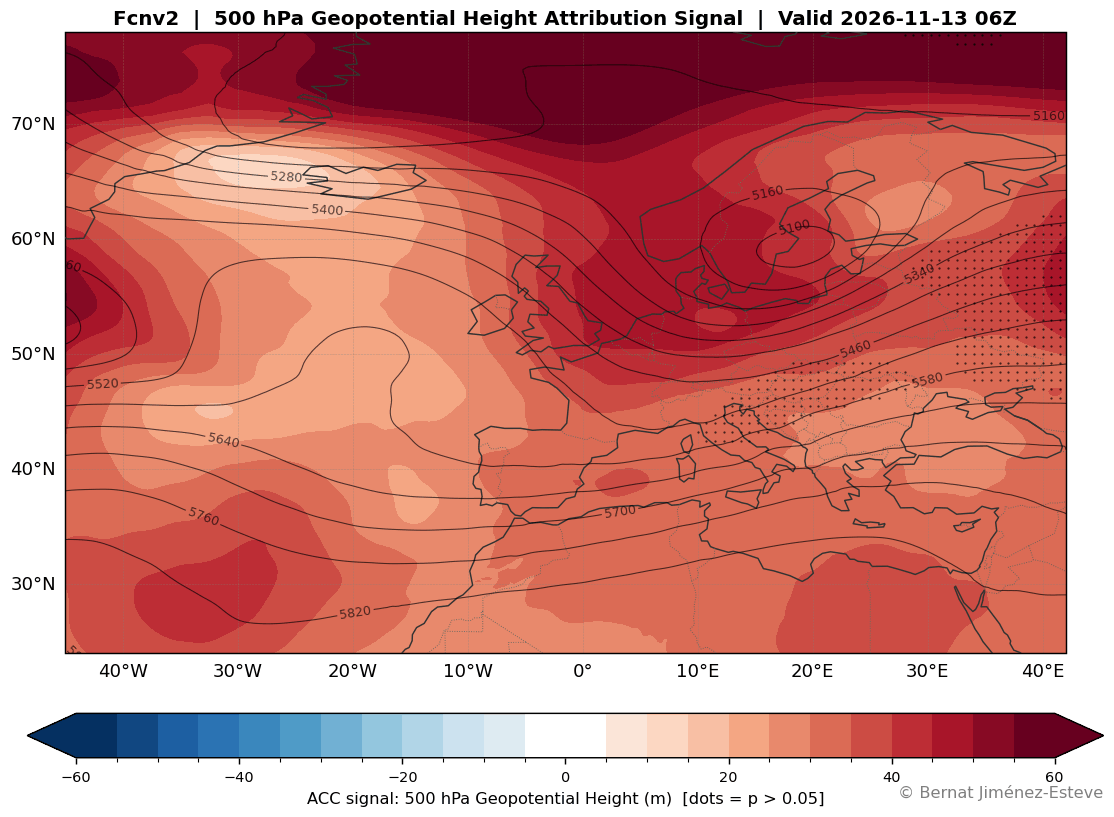 Fcnv2 | 500 hPa Geopotential Height Attribution Signal | Valid 2026-11-13 06Z
70°N
60°N
50°N
40°N
30°N
5160
5280
5160
5400
5100
60
5340
5460
5520
5580
5640
5760
5700
5820
40°W
30°W
20°W
10°W
0°
10°E
20°E
30°E
40°E
−60
−40
−20
0
20
40
60
ACC signal: 500 hPa Geopotential Height (m) [dots = p > 0.05]
© Bernat Jiménez-Esteve